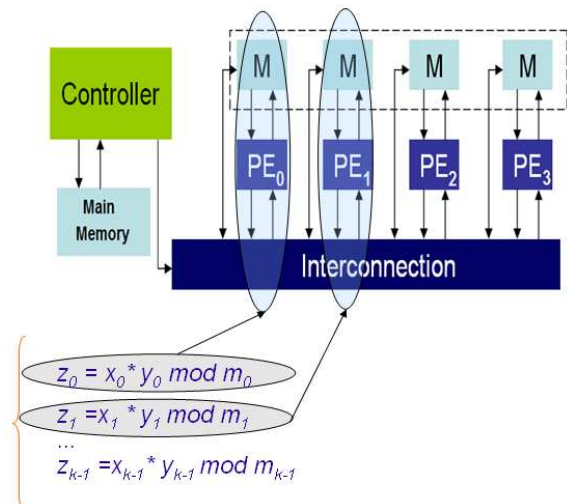 M M M M
Controller
PE₀ PE₁ PE₂ PE₃
Main
Memory
Interconnection
z₀ = x₀* y₀ mod m₀
z₁ =x₁* y₁ mod m₁
...
zₖ₋₁ =xₖ₋₁* yₖ₋₁ mod mₖ₋₁